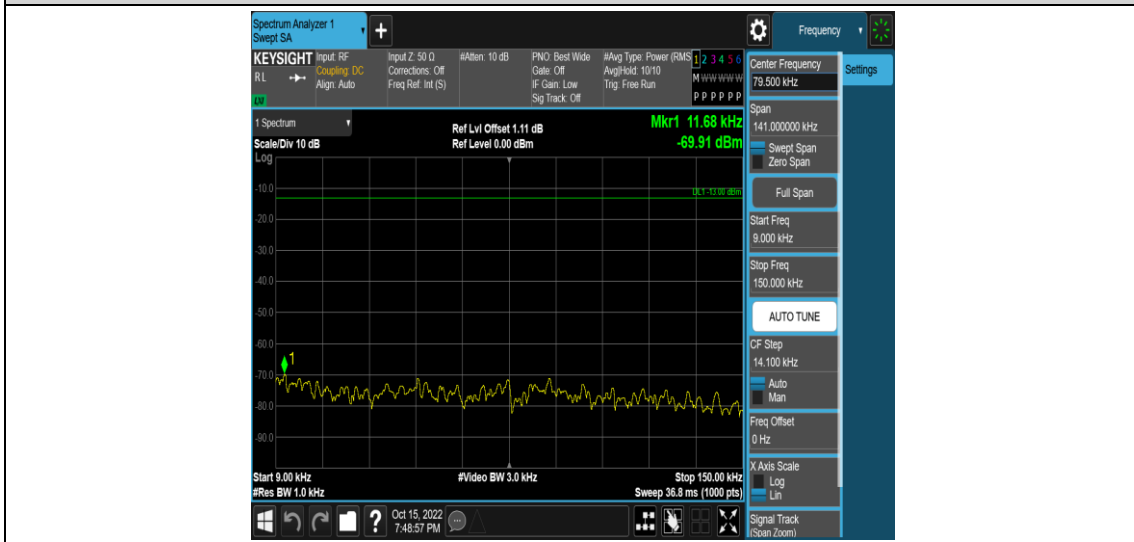 Spectrum Analyzer 1
Swept SA
Frequency
KEYSIGHT
RL
Input: RF
Coupling: DC
Align: Auto
Input Z: 50 Ω
Corrections: Off
Freq Ref: Int (S)
#Atten: 10 dB
PNO: Best Wide
Gate: Off
IF Gain: Low
Sig Track: Off
#Avg Type: Power (RMS
Avg|Hold: 10/10
Trig: Free Run
1 2 3 4 5 6
M W W W W W
P P P P P P
1 Spectrum
Scale/Div 10 dB
Ref Lvl Offset 1.11 dB
Ref Level 0.00 dBm
Mkr1 11.68 kHz
-69.91 dBm
Log
-10.0
DL1 -13.00 dBm
-20.0
-30.0
-40.0
-50.0
-60.0
1
-70.0
-80.0
-90.0
Start 9.00 kHz
#Res BW 1.0 kHz
#Video BW 3.0 kHz
Stop 150.00 kHz
Sweep 36.8 ms (1000 pts)
Center Frequency
79.500 kHz
Settings
Span
141.000000 kHz
Swept Span
Zero Span
Full Span
Start Freq
9.000 kHz
Stop Freq
150.000 kHz
AUTO TUNE
CF Step
14.100 kHz
Auto
Man
Freq Offset
0 Hz
X Axis Scale
Log
Lin
Signal Track
(Span Zoom)
?
Oct 15, 2022
7:48:57 PM